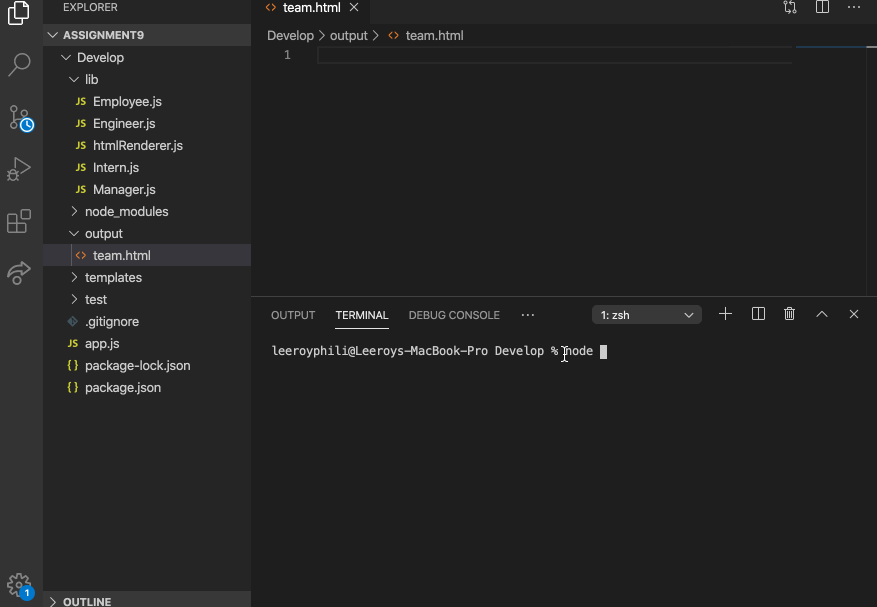 EXPLORER
ASSIGNMENT9
Develop
lib
JS Employee.js
JS Engineer.js
JS htmlRenderer.js
JS Intern.js
JS Manager.js
node_modules
output
<> team.html
templates
test
.gitignore
JS app.js
{} package-lock.json
{} package.json
OUTLINE
1
<> team.html
Develop > output > <> team.html
1
OUTPUT TERMINAL DEBUG CONSOLE ... 1: zsh
leeroyphili@Leeroys-MacBook-Pro Develop % node